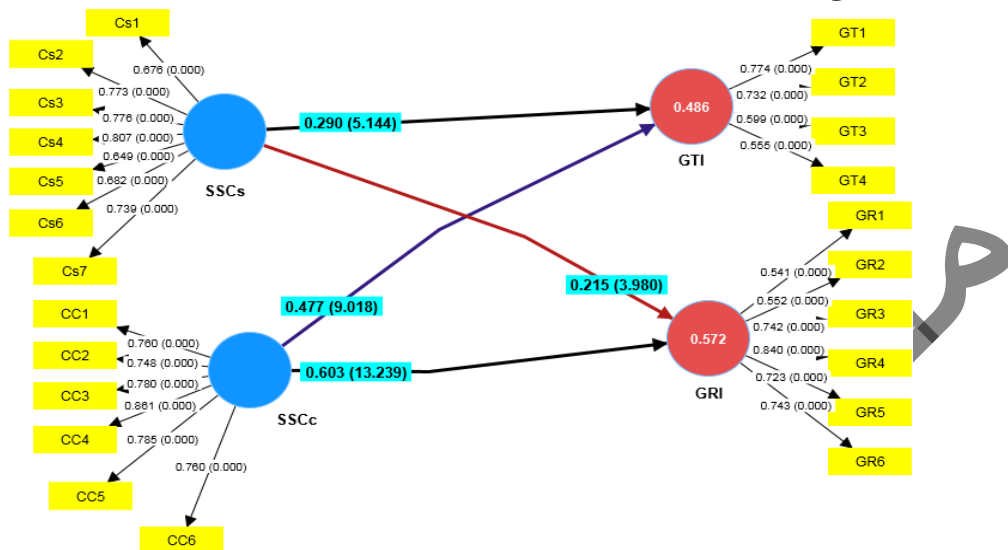 Cs1
Cs2
Cs3
Cs4
Cs5
Cs6
Cs7
0.676 (0.000)
0.773 (0.000)
0.776 (0.000)
0.807 (0.000)
0.649 (0.000)
0.682 (0.000)
0.739 (0.000)
SSCs
0.290 (5.144)
0.486
GTI
0.774 (0.000)
0.732 (0.000)
0.599 (0.000)
0.556 (0.000)
GT1
GT2
GT3
GT4
CC1
CC2
CC3
CC4
CC5
CC6
0.760 (0.000)
0.748 (0.000)
0.780 (0.000)
0.861 (0.000)
0.785 (0.000)
0.760 (0.000)
SSCc
0.477 (9.018)
0.215 (3.980)
0.603 (13.239)
0.572
GRI
0.541 (0.000)
0.552 (0.000)
0.742 (0.000)
0.840 (0.000)
0.723 (0.000)
0.743 (0.000)
GR1
GR2
GR3
GR4
GR5
GR6